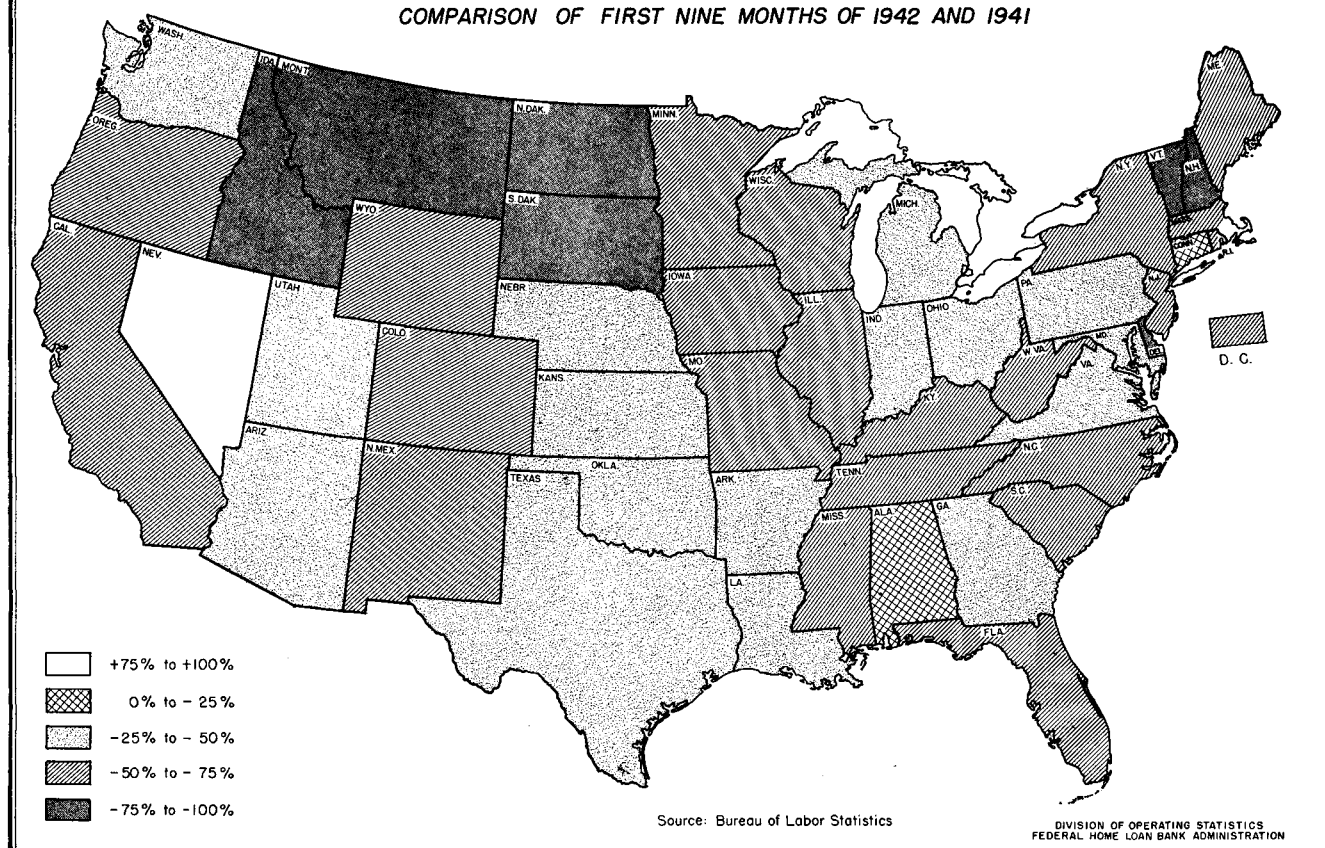 COMPARISON OF FIRST NINE MONTHS OF 1942 AND 1941
WASH.
IDA.
MONT.
N.DAK.
MINN.
ME.
OREG.
WISC.
MICH.
N.Y.
VT.
N.H.
S.DAK.
WYO.
CAL.
NEV.
UTAH
NEBR.
IOWA
ILL.
IND.
OHIO
PA.
N.J.
CONN.
R.I.
D. C.
COLO.
KANS.
MO.
KY.
W.VA.
MD.
DEL.
VA.
ARIZ.
N.MEX.
OKLA.
TEXAS
ARK.
TENN.
N.C.
S.C.
MISS.
ALA.
GA.
LA.
FLA.
+75% to +100%
0% to - 25%
-25% to - 50%
-50% to - 75%
-75% to -100%
Source: Bureau of Labor Statistics
DIVISION OF OPERATING STATISTICS
FEDERAL HOME LOAN BANK ADMINISTRATION